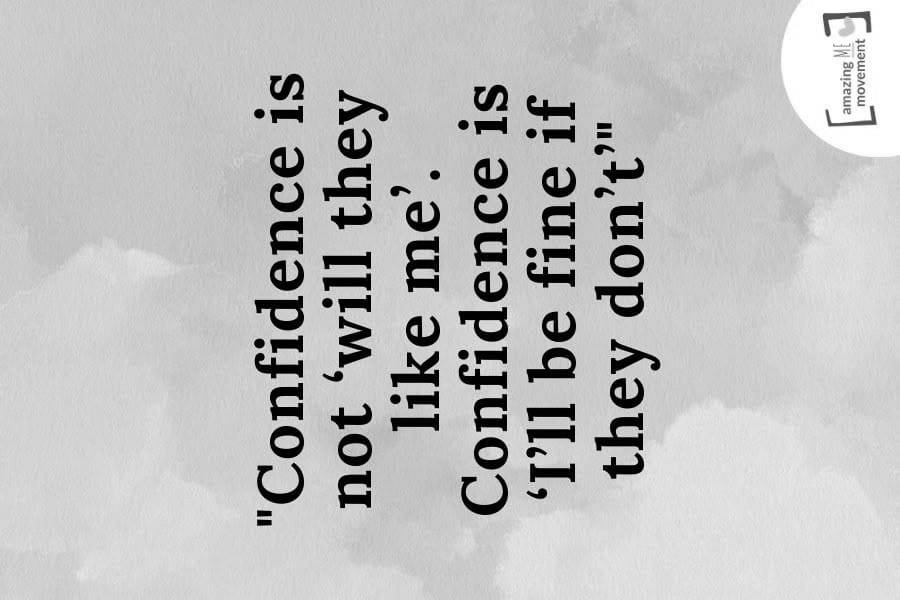 "Confidence is
not ‘will they
like me’.
Confidence is
‘I’ll be fine if
they don’t’"
amazing ME
movement